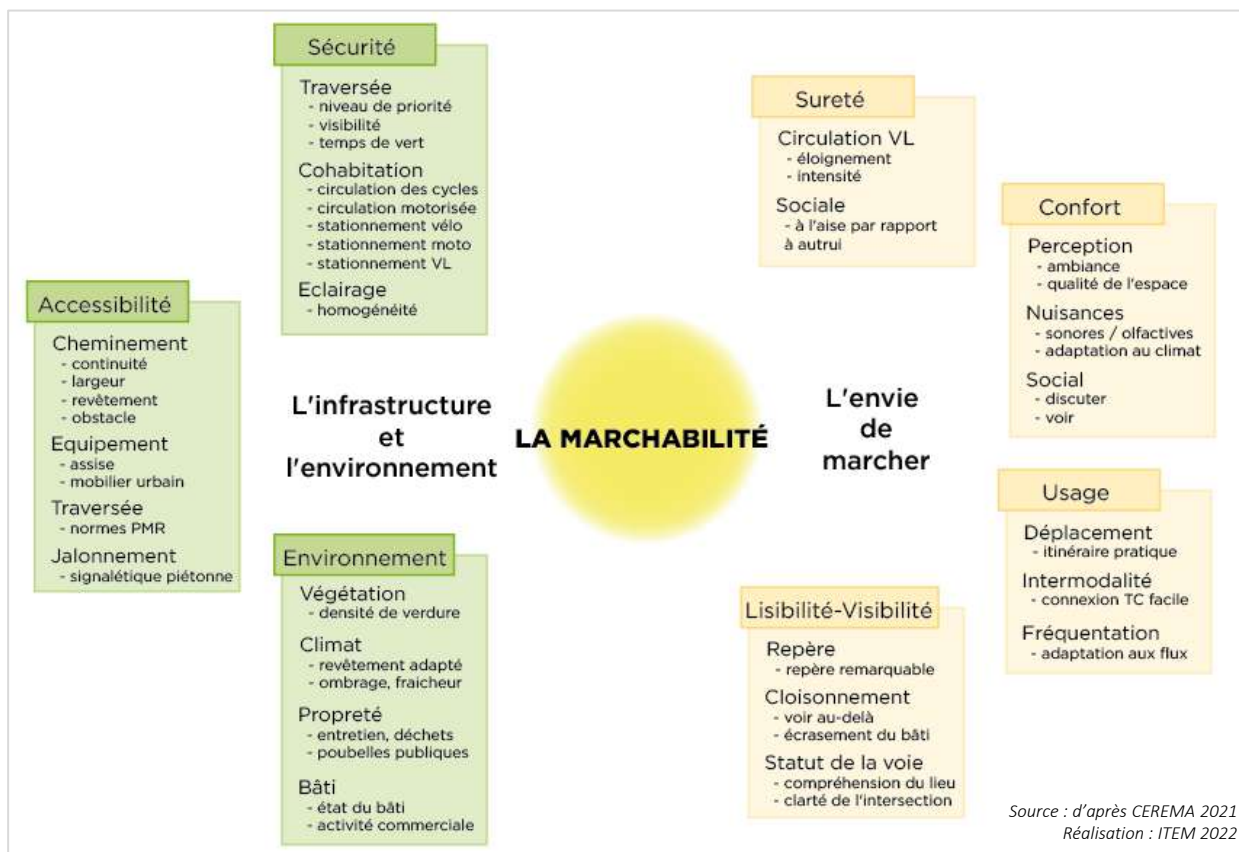 Sécurité
Traversée
- niveau de priorité
- visibilité
- temps de vert
Cohabitation
- circulation des cycles
- circulation motorisée
- stationnement vélo
- stationnement moto
- stationnement VL
Eclairage
- homogénéité
Accessibilité
Cheminement
- continuité
- largeur
- revêtement
- obstacle
Equipement
- assise
- mobilier urbain
Traversée
- normes PMR
Jalonnement
- signalétique piétonne
L'infrastructure
et
l'environnement
Environnement
Végétation
- densité de verdure
Climat
- revêtement adapté
- ombrage, fraicheur
Propreté
- entretien, déchets
- poubelles publiques
Bâti
- état du bâti
- activité commerciale
LA MARCHABILITÉ
L'envie
de
marcher
Sureté
Circulation VL
- éloignement
- intensité
Sociale
- à l'aise par rapport
à autrui
Confort
Perception
- ambiance
- qualité de l'espace
Nuisances
- sonores / olfactives
- adaptation au climat
Social
- discuter
- voir
Usage
Déplacement
- itinéraire pratique
Intermodalité
- connexion TC facile
Fréquentation
- adaptation aux flux
Lisibilité-Visibilité
Repère
- repère remarquable
Cloisonnement
- voir au-delà
- écrasement du bâti
Statut de la voie
- compréhension du lieu
- clarté de l'intersection
Source : d'après CEREMA 2021
Réalisation : ITEM 2022